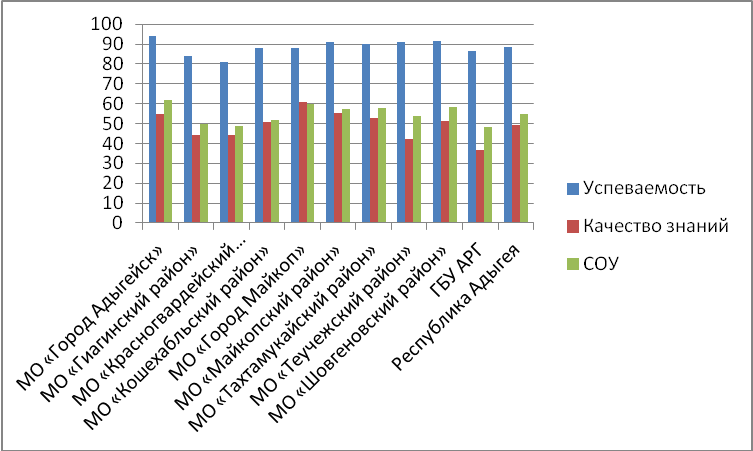 100
90
80
70
60
50
40
30
20
10
0
МО «Город Адыгейск»
МО «Гиагинский район»
МО «Красногвардейский...
МО «Кошехабльский район»
МО «Город Майкоп»
МО «Майкопский район»
МО «Тахтамукайский район»
МО «Теучежский район»
МО «Шовгеновский район»
ГБУ АРГ
Республика Адыгея
Успеваемость
Качество знаний
СОУ